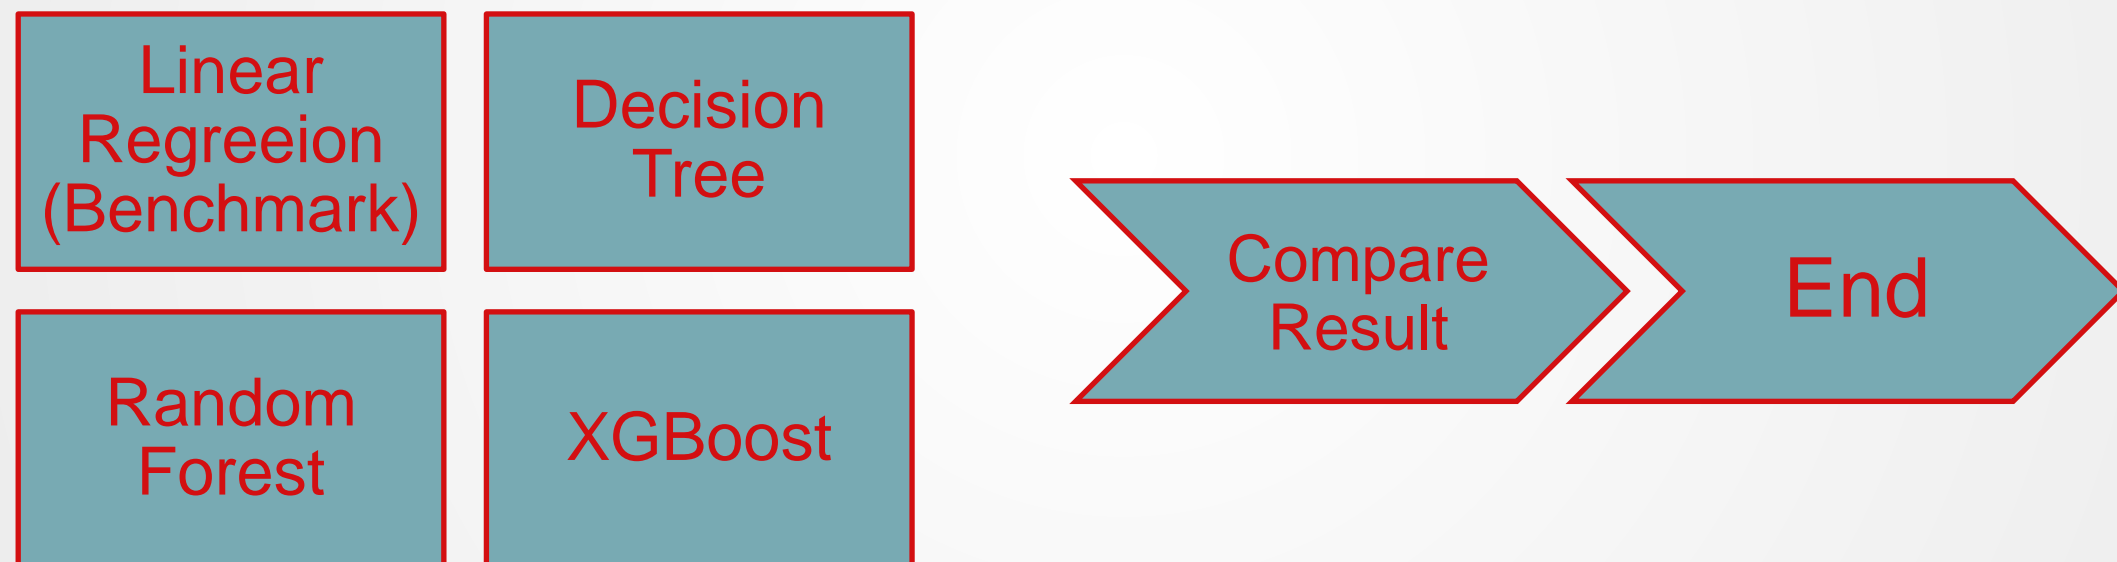 Linear
Regreeion
(Benchmark)
Decision
Tree
Random
Forest
XGBoost
Compare
Result
End